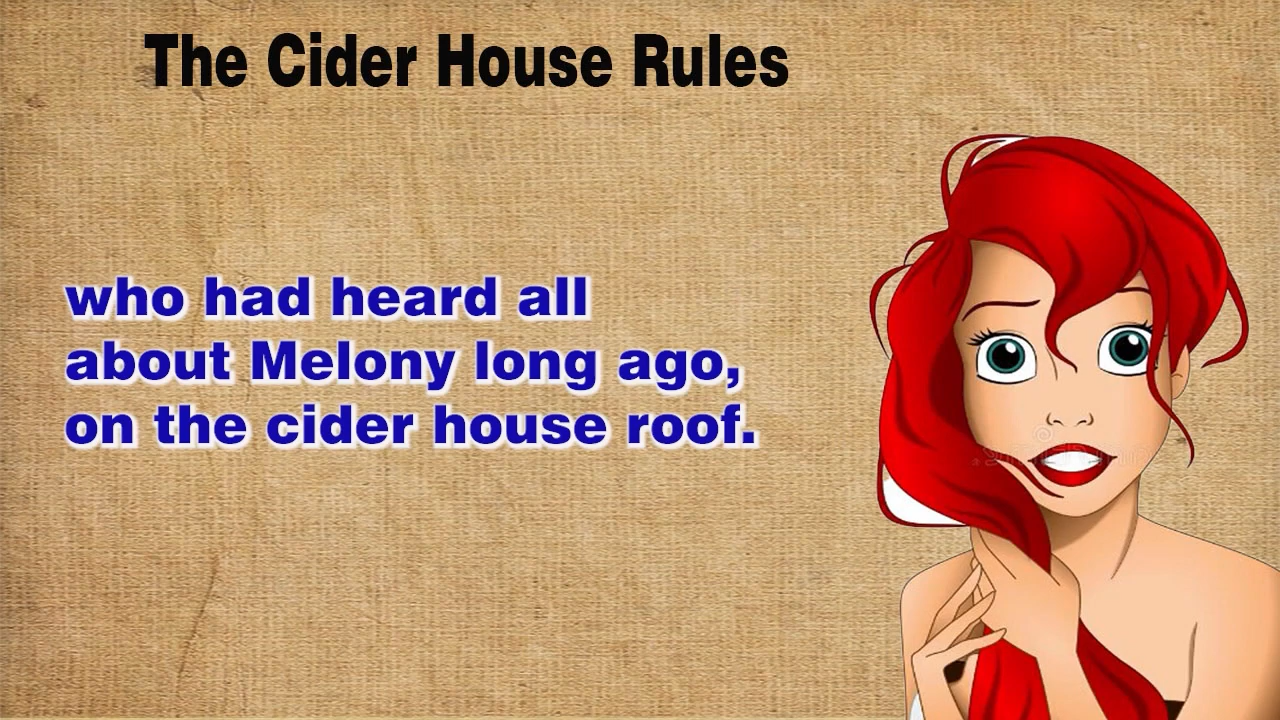 The Cider House Rules
who had heard all
about Melony long ago,
on the cider house roof.